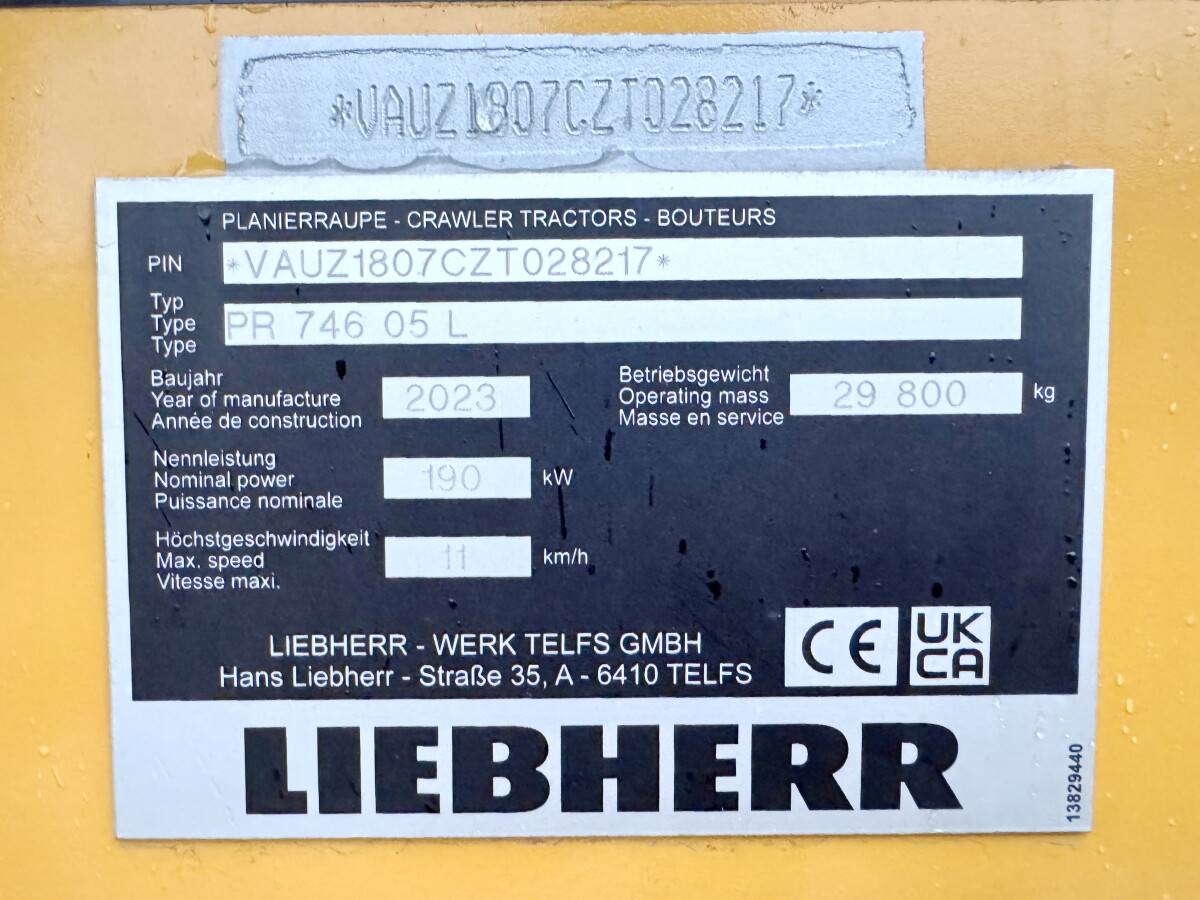 *VAUZ1807CZT028217*
PLANIERRAUPE - CRAWLER TRACTORS - BOUTEURS
PIN *VAUZ1807CZT028217*
Typ
Type PR 746 05 L
Type
Baujahr
Year of manufacture 2023
Année de construction
Betriebsgewicht
Operating mass 29 800 kg
Masse en service
Nennleistung
Nominal power 190 kW
Puissance nominale
Höchstgeschwindigkeit
Max. speed 11 km/h
Vitesse maxi.
LIEBHERR - WERK TELFS GMBH
Hans Liebherr - Straße 35, A - 6410 TELFS
CE
UK
CA
LIEBHERR
13829440